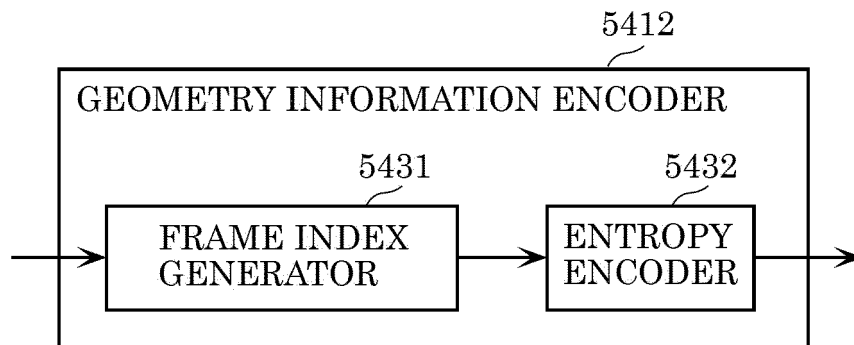 5412
GEOMETRY INFORMATION ENCODER
5431
5432
FRAME INDEX
GENERATOR
ENTROPY
ENCODER